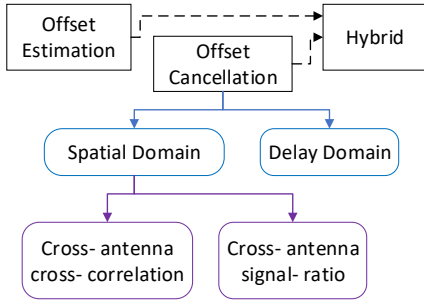 Offset
Estimation
Hybrid
Offset
Cancellation
Spatial Domain
Delay Domain
Cross- antenna
cross- correlation
Cross- antenna
signal- ratio